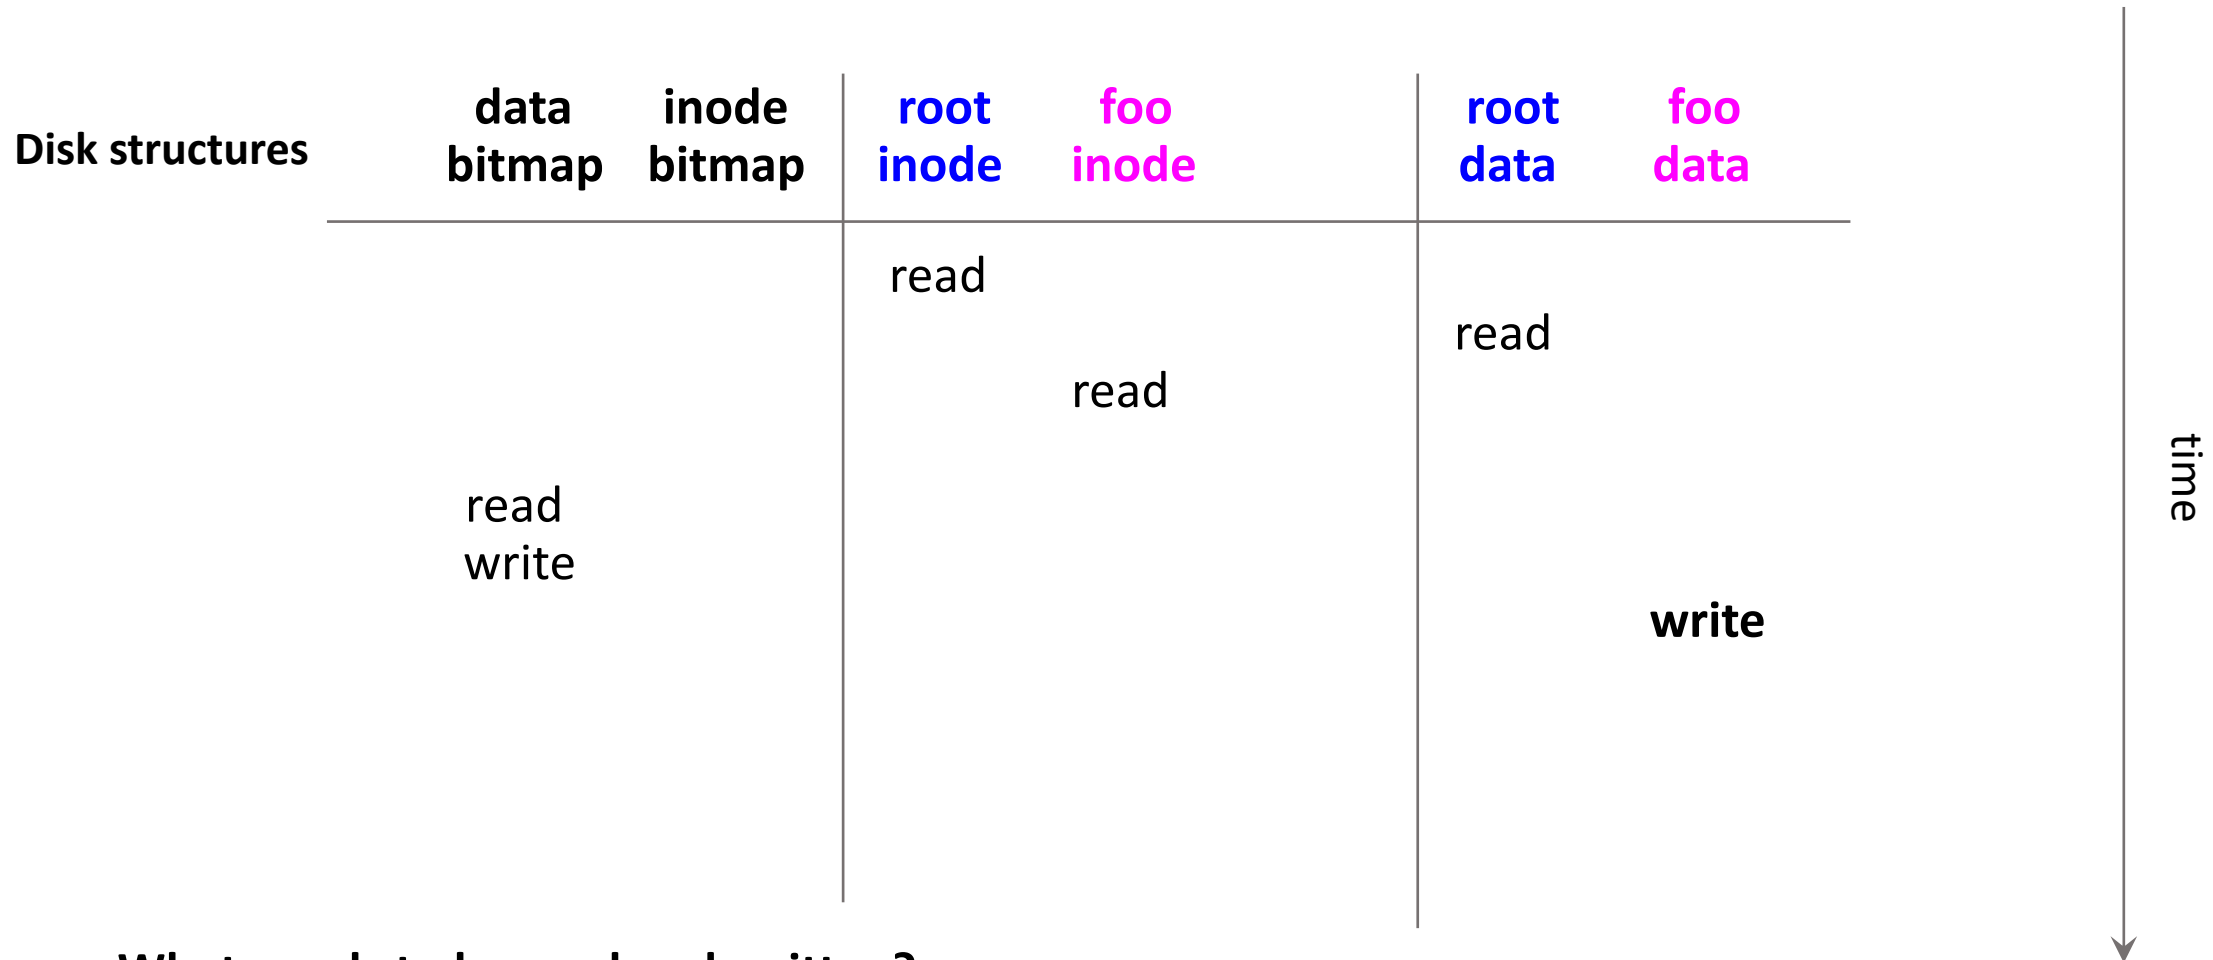 data inode root foo root foo
Disk structures
bitmap bitmap inode inode data data
read
read
read
time
read
write
write